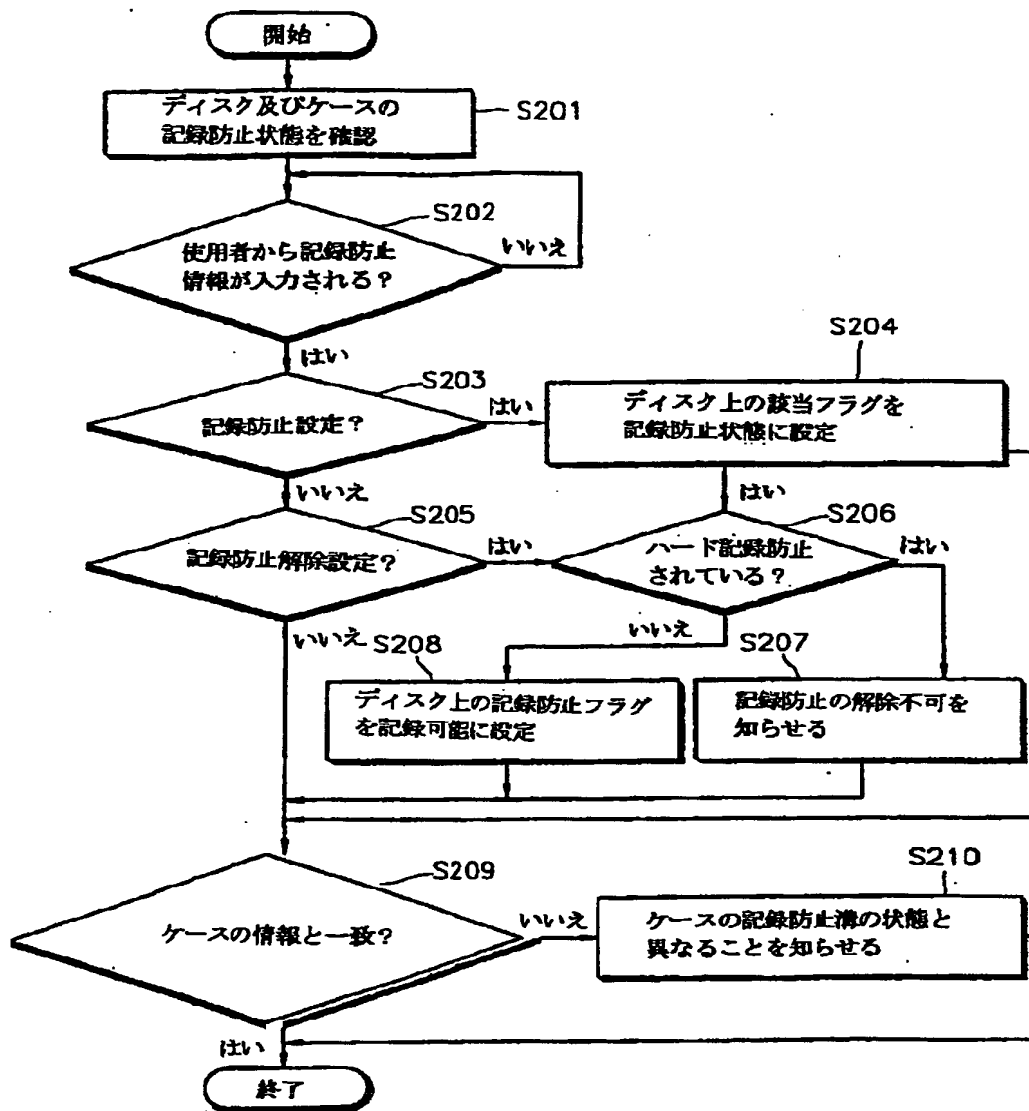 開始
ディスク及びケースの
記録防止状態を確認
S201
S202
使用者から記録防止
情報が入力される?
いいえ
はい
S203
記録防止設定?
はい
S204
ディスク上の該当フラグを
記録防止状態に設定
いいえ
はい
S205
記録防止解除設定?
はい
S206
ハード記録防止
されている?
はい
いいえ
いいえ
S208
ディスク上の記録防止フラグ
を記録可能に設定
S207
記録防止の解除不可を
知らせる
S209
ケースの情報と一致?
いいえ
S210
ケースの記録防止溝の状態と
異なることを知らせる
はい
終了